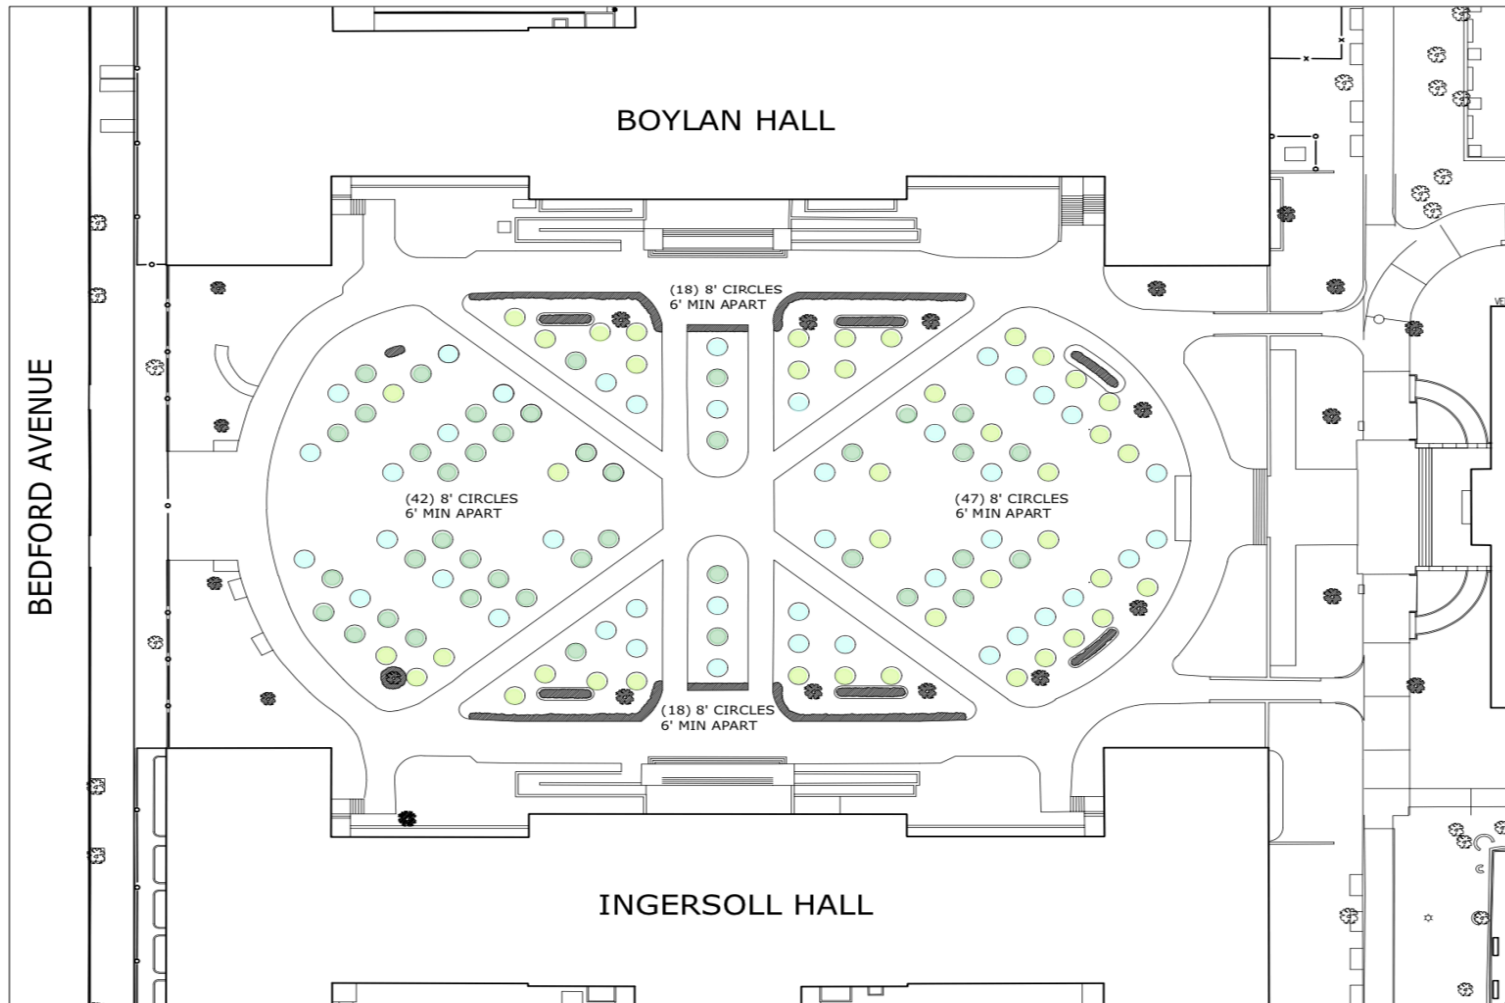 BOYLAN HALL
(18) 8' CIRCLES
6' MIN APART
BEDFORD AVENUE
(42) 8' CIRCLES
6' MIN APART
(47) 8' CIRCLES
6' MIN APART
(18) 8' CIRCLES
6' MIN APART
INGERSOLL HALL